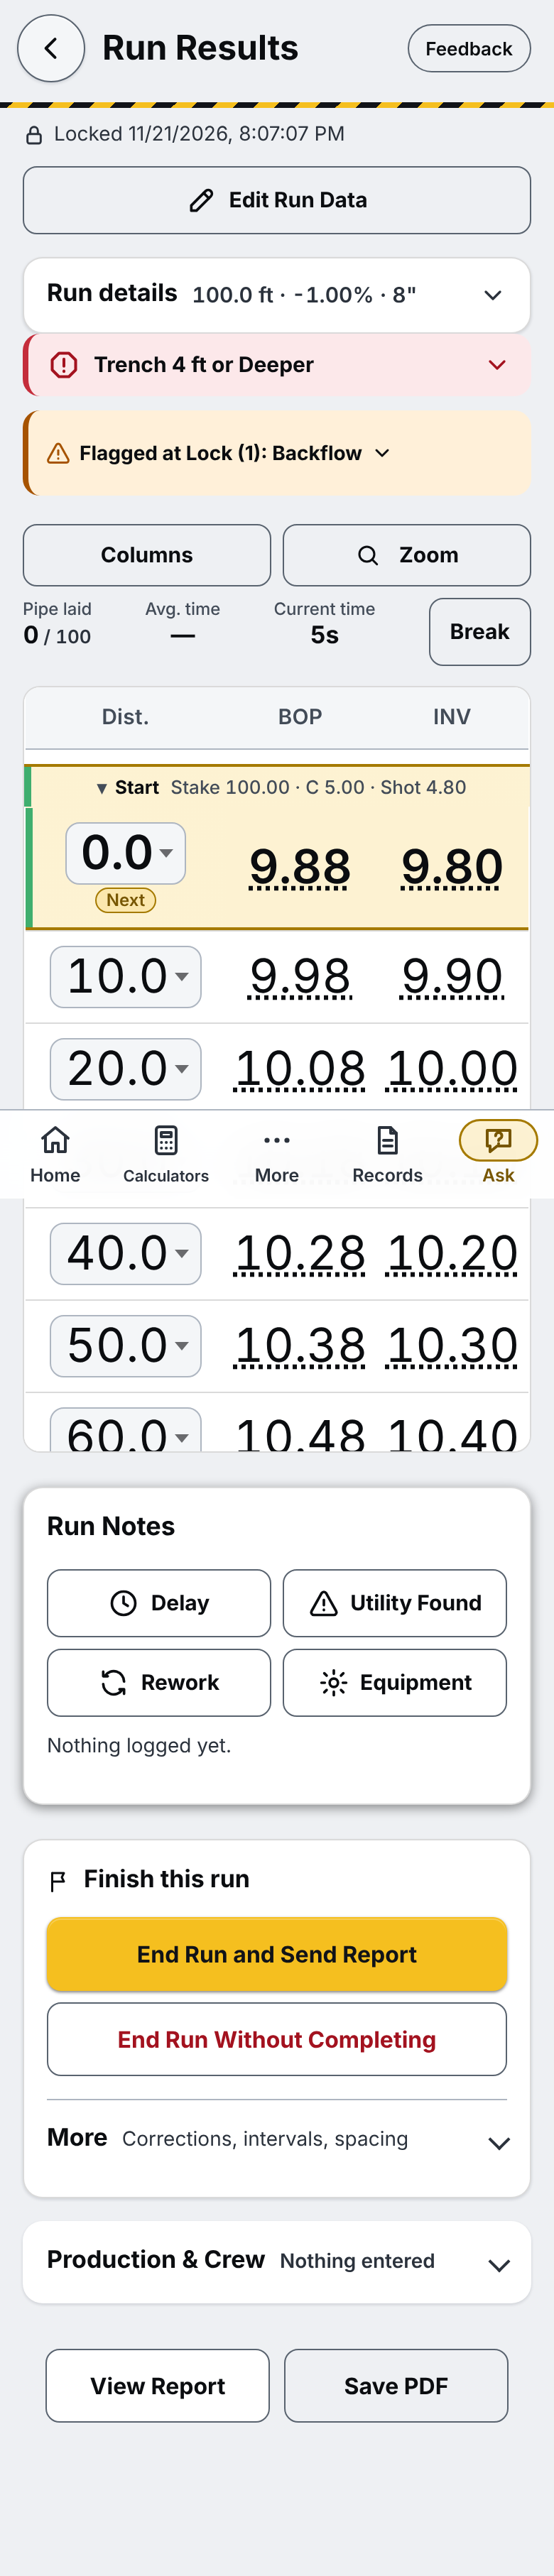 Run Results
Feedback
Locked 11/21/2026, 8:07:07 PM
Edit Run Data
Run details 100.0 ft · -1.00% · 8"
Trench 4 ft or Deeper
Flagged at Lock (1): Backflow
Columns
Zoom
Pipe laid
0 / 100
Avg. time
—
Current time
5s
Break
Dist. BOP INV
▼ Start Stake 100.00 · C 5.00 · Shot 4.80
0.0 9.88 9.80
Next
10.0 9.98 9.90
20.0 10.08 10.00
Home
Calculators
More
Records
Ask
40.0 10.28 10.20
50.0 10.38 10.30
60.0 10.48 10.40
Run Notes
Delay
Utility Found
Rework
Equipment
Nothing logged yet.
Finish this run
End Run and Send Report
End Run Without Completing
More Corrections, intervals, spacing
Production & Crew Nothing entered
View Report
Save PDF